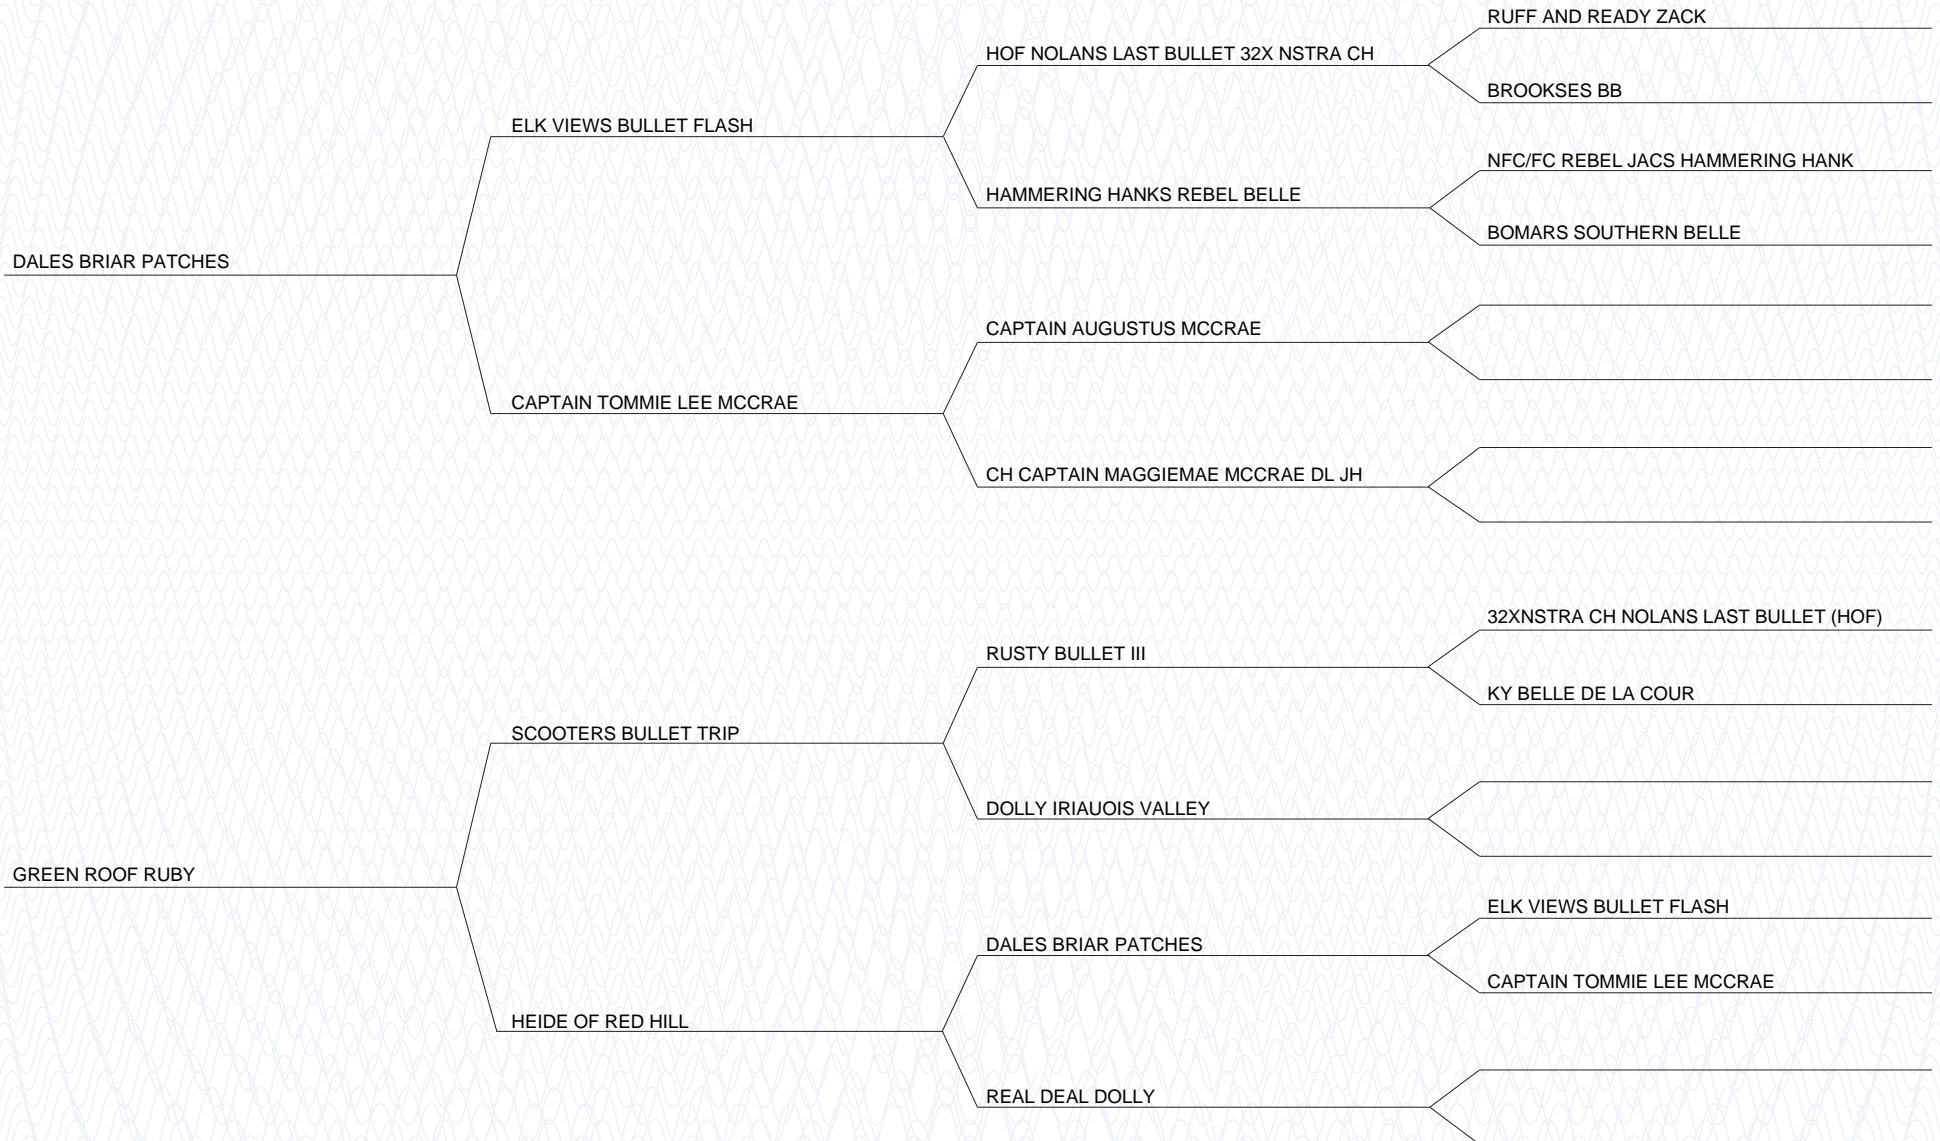 RUFF AND READY ZACK
HOF NOLANS LAST BULLET 32X NSTRA CH
BROOKSES BB
ELK VIEWS BULLET FLASH
NFC/FC REBEL JACS HAMMERING HANK
HAMMERING HANKS REBEL BELLE
BOMARS SOUTHERN BELLE
DALES BRIAR PATCHES
CAPTAIN AUGUSTUS MCCRAE
CAPTAIN TOMMIE LEE MCCRAE
CH CAPTAIN MAGGIEMAE MCCRAE DL JH
32XNSTRA CH NOLANS LAST BULLET (HOF)
RUSTY BULLET III
KY BELLE DE LA COUR
SCOOTERS BULLET TRIP
DOLLY IRIAUOIS VALLEY
GREEN ROOF RUBY
ELK VIEWS BULLET FLASH
DALES BRIAR PATCHES
CAPTAIN TOMMIE LEE MCCRAE
HEIDE OF RED HILL
REAL DEAL DOLLY